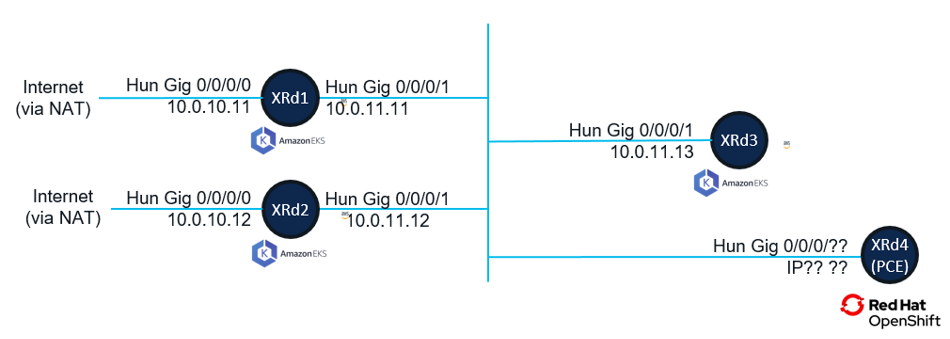 Internet
(via NAT)
Hun Gig 0/0/0/0
10.0.10.11
XRd1
Hun Gig 0/0/0/1
10.0.11.11
Amazon EKS
Internet
(via NAT)
Hun Gig 0/0/0/0
10.0.10.12
XRd2
Hun Gig 0/0/0/1
10.0.11.12
Amazon EKS
Hun Gig 0/0/0/1
10.0.11.13
XRd3
Amazon EKS
Hun Gig 0/0/0/??
IP?? ??
XRd4
(PCE)
Red Hat
OpenShift